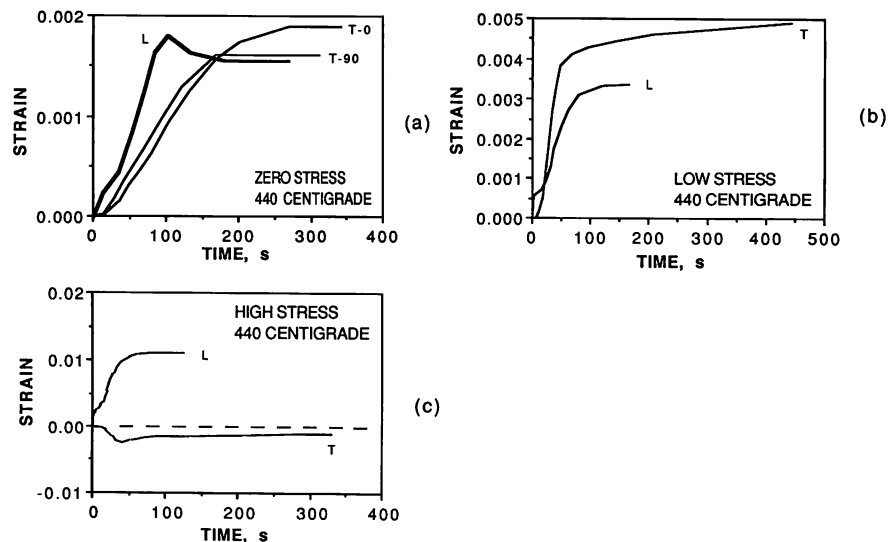 0.002
0.001
0.000
STRAIN
L
T-0
T-90
ZERO STRESS
440 CENTIGRADE
0 100 200 300 400
TIME, s
(a)
0.005
0.004
0.003
0.002
0.001
0.000
STRAIN
T
L
LOW STRESS
440 CENTIGRADE
0 100 200 300 400 500
TIME, s
(b)
0.02
0.01
0.00
-0.01
STRAIN
HIGH STRESS
440 CENTIGRADE
L
T
0 100 200 300 400
TIME, s
(c)